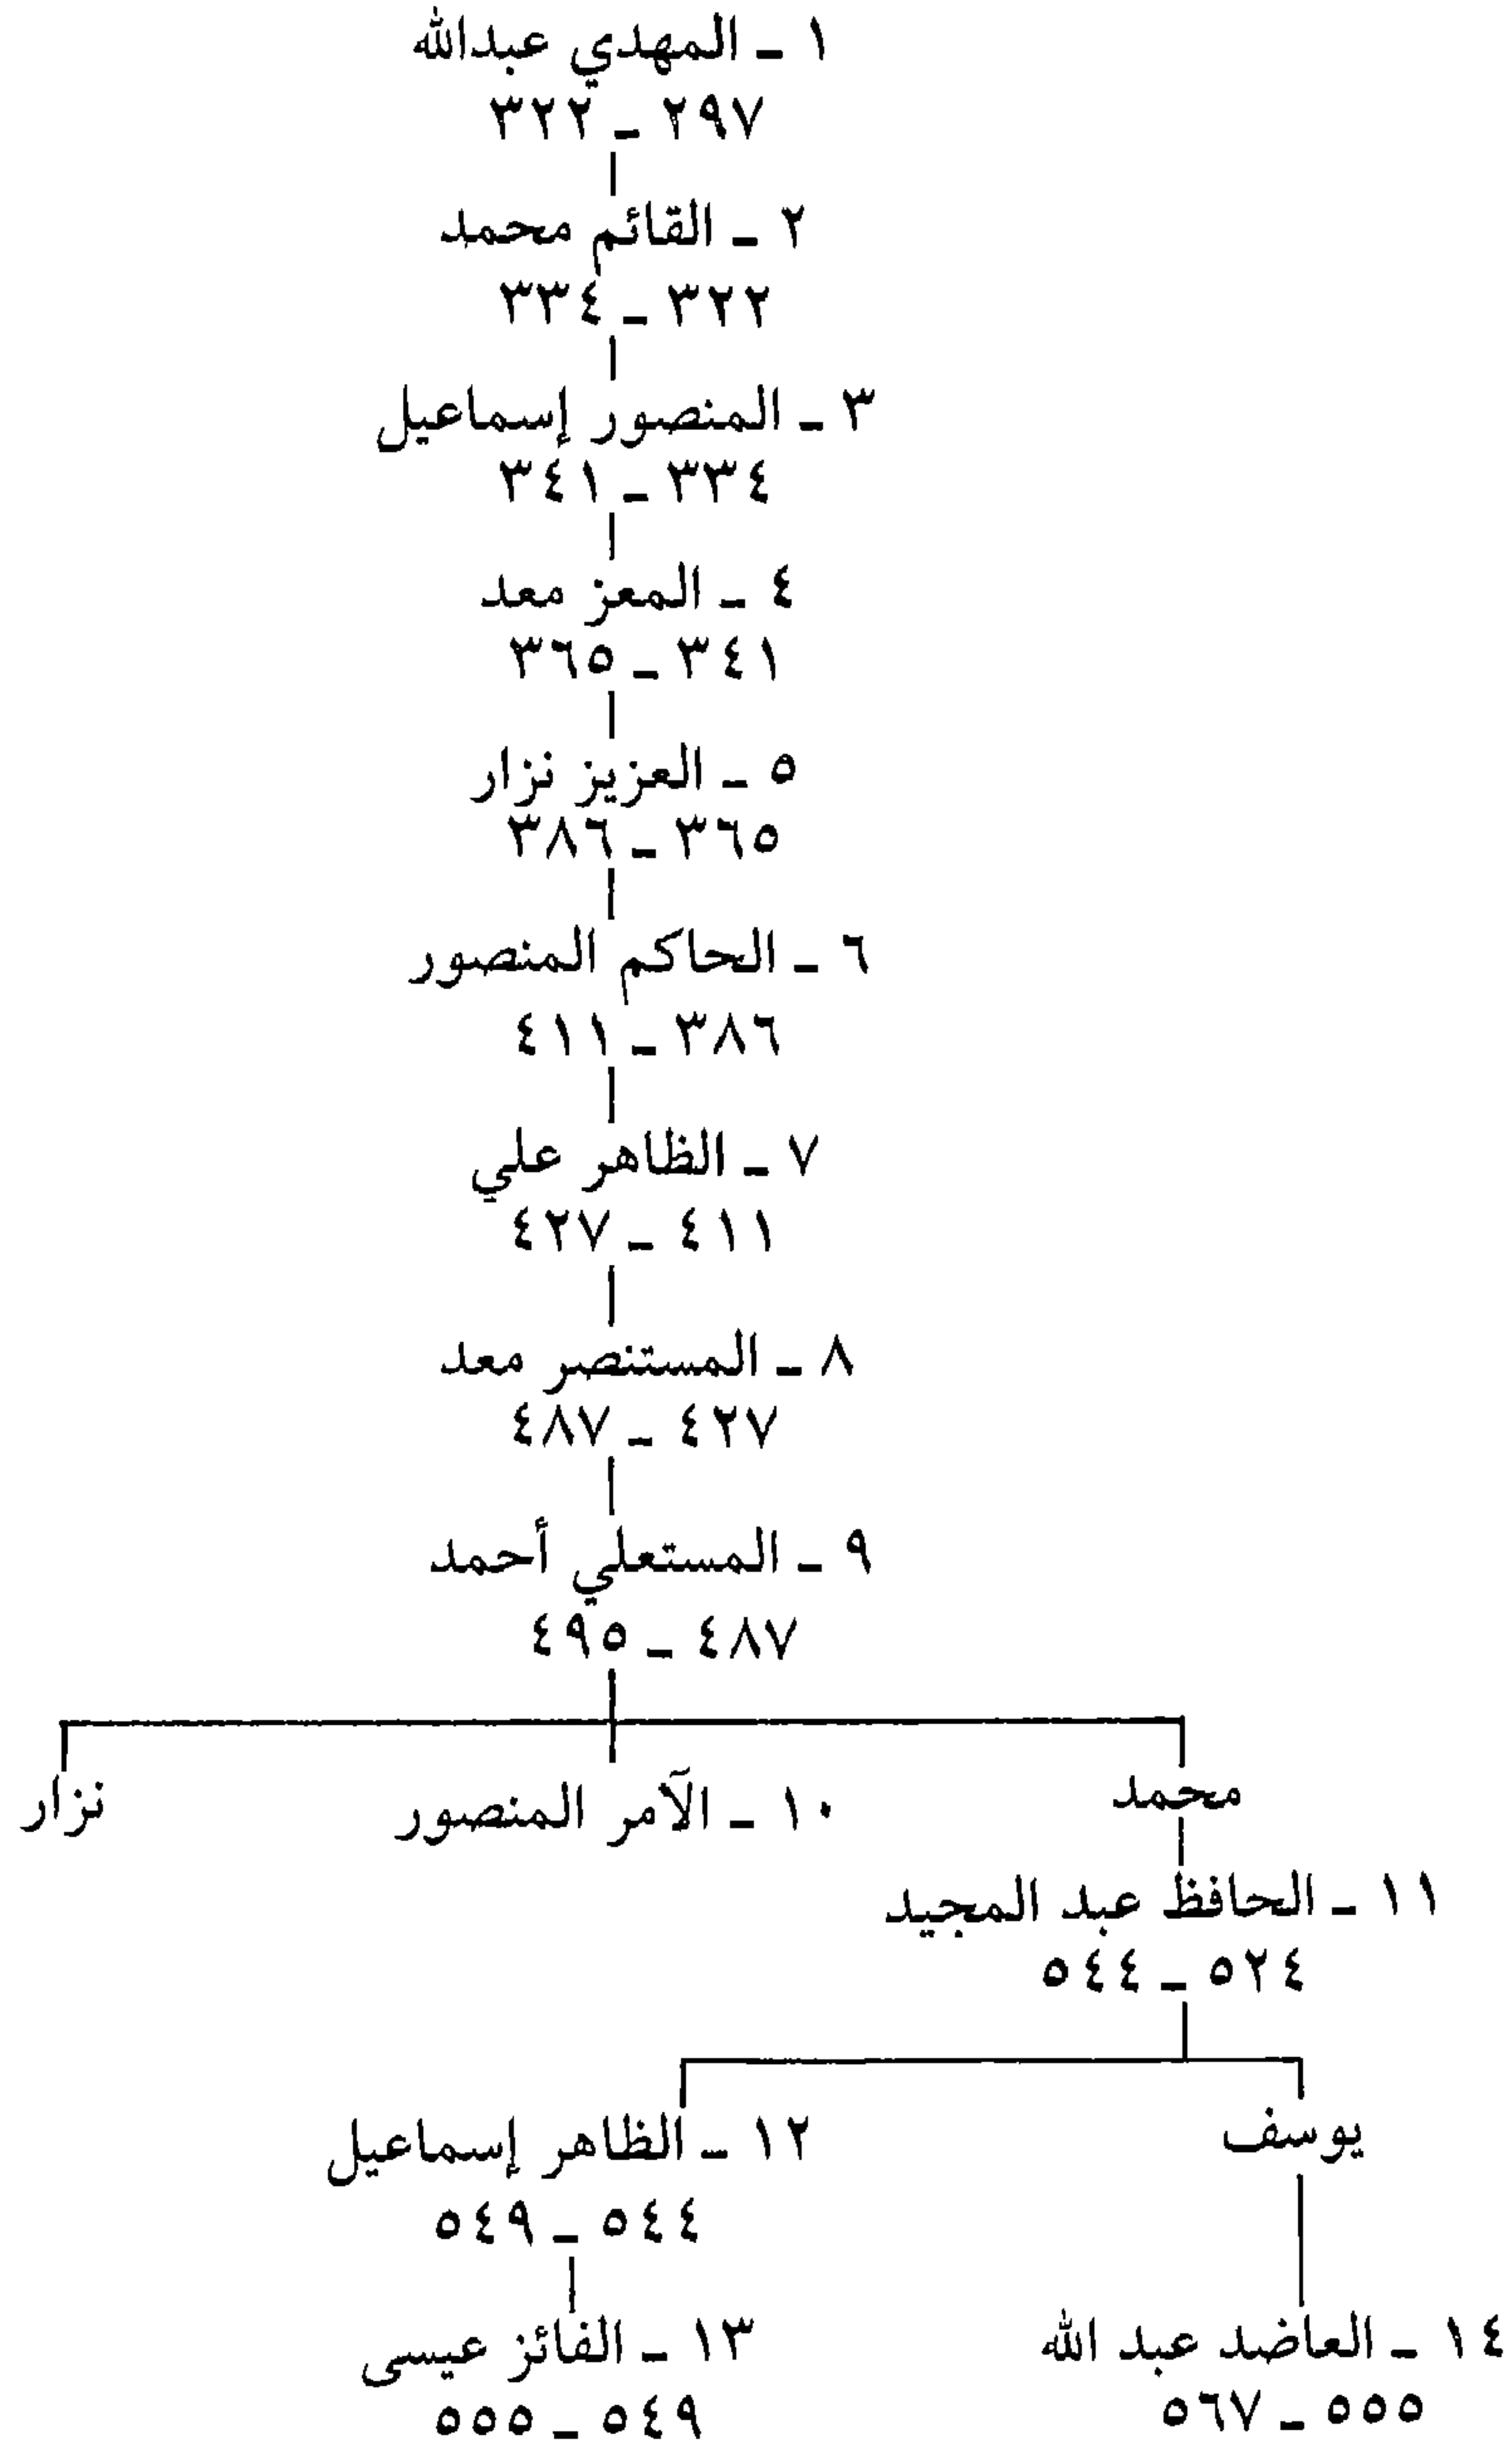 ١ ـ المهدي عبدالله
٢٩٧ ـ ٣٢٢
٢ ـ القائم محمد
٣٢٢ ـ ٣٣٤
٣ ـ المنصور إسماعيل
٣٣٤ ـ ٣٤١
٤ ـ المعز معد
٣٤١ ـ ٣٦٥
٥ ـ العزيز نزار
٣٦٥ ـ ٣٨٦
٦ ـ الحاكم المنصور
٣٨٦ ـ ٤١١
٧ ـ الظاهر علي
٤١١ ـ ٤٢٧
٨ ـ المستنصر معد
٤٢٧ ـ ٤٨٧
٩ ـ المستعلي أحمد
٤٨٧ ـ ٤٩٥
محمد
١٠ ـ الآمر المنصور
نزار
١١ ـ الحافظ عبد المجيد
٥٢٤ ـ ٥٤٤
يوسف
١٢ ـ الظاهر إسماعيل
٥٤٤ ـ ٥٤٩
١٤ ـ العاضد عبد الله
٥٥٥ ـ ٥٦٧
١٣ ـ الفائز عيسى
٥٤٩ ـ ٥٥٥